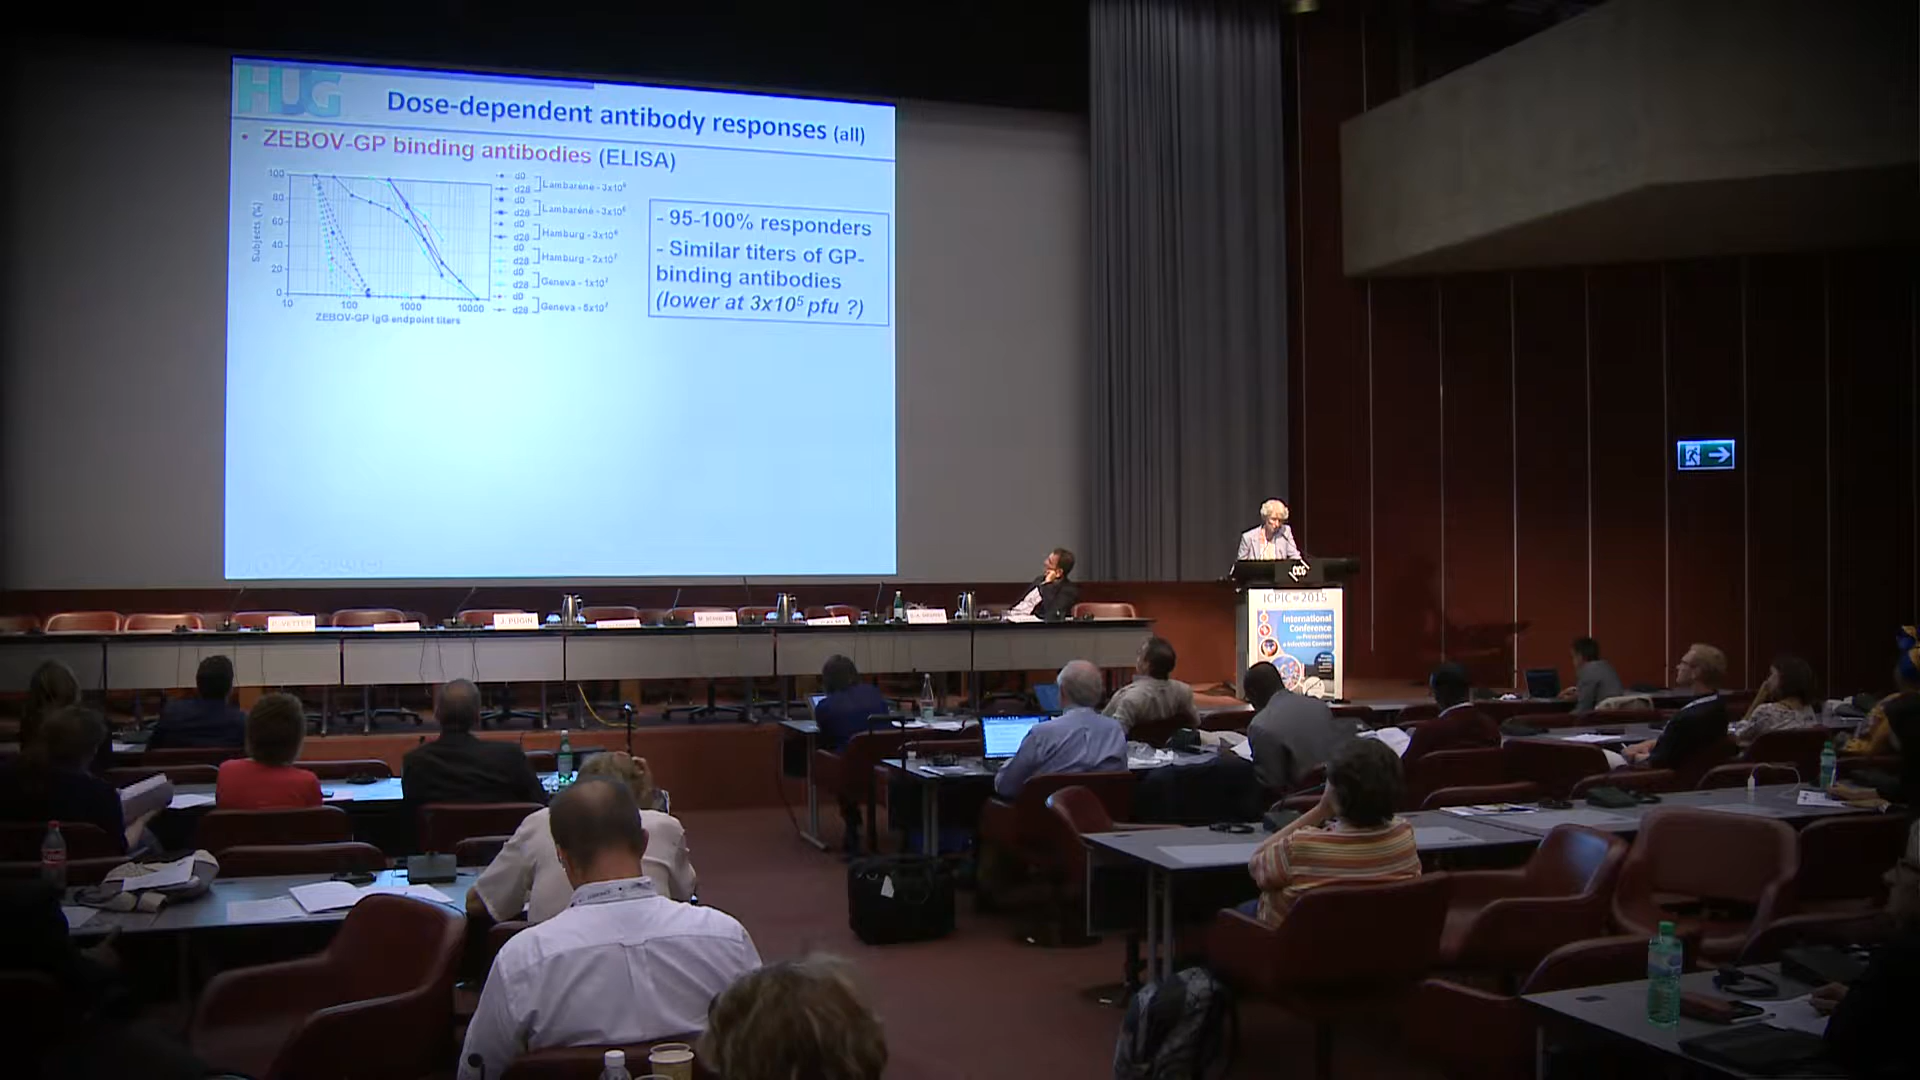 HUG
Dose-dependent antibody responses (all)
• ZEBOV-GP binding antibodies (ELISA)
100
80
60
40
20
0
Subjects (%)
10
100
1000
10000
ZEBOV-GP IgG endpoint titers
d0
d28
Lambaréné - 3x10⁵
d0
d28
Lambaréné - 3x10⁶
d0
d28
Hamburg - 3x10⁶
d0
d28
Hamburg - 2x10⁷
d0
d28
Geneva - 1x10⁷
d0
d28
Geneva - 5x10⁷
- 95-100% responders
- Similar titers of GP-
binding antibodies
(lower at 3x10⁵ pfu ?)
P. VETTER
J. PUGIN
ICPIC 2015
International
Conference
on Prevention
& Infection Control